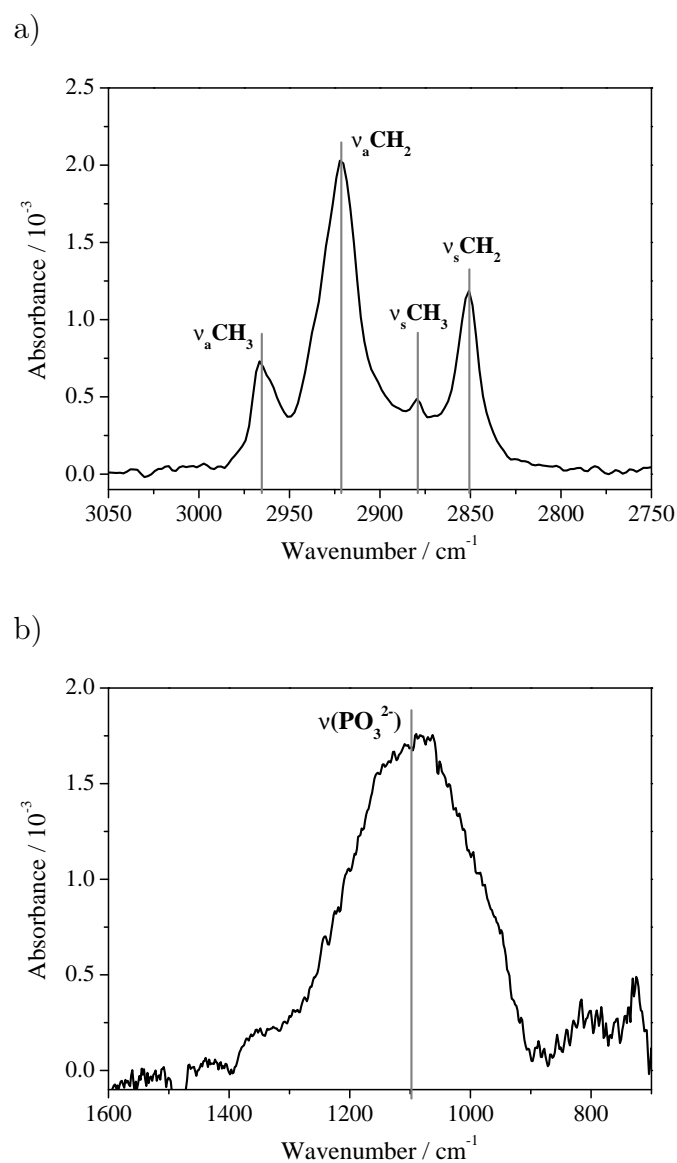 a)
2.5
2.0
1.5
1.0
0.5
0.0
Absorbance / 10⁻³
νₐCH₂
νₛCH₂
νₐCH₃
νₛCH₃
3050 3000 2950 2900 2850 2800 2750
Wavenumber / cm⁻¹
b)
2.0
1.5
1.0
0.5
0.0
Absorbance / 10⁻³
ν(PO₃²⁻)
1600 1400 1200 1000 800
Wavenumber / cm⁻¹